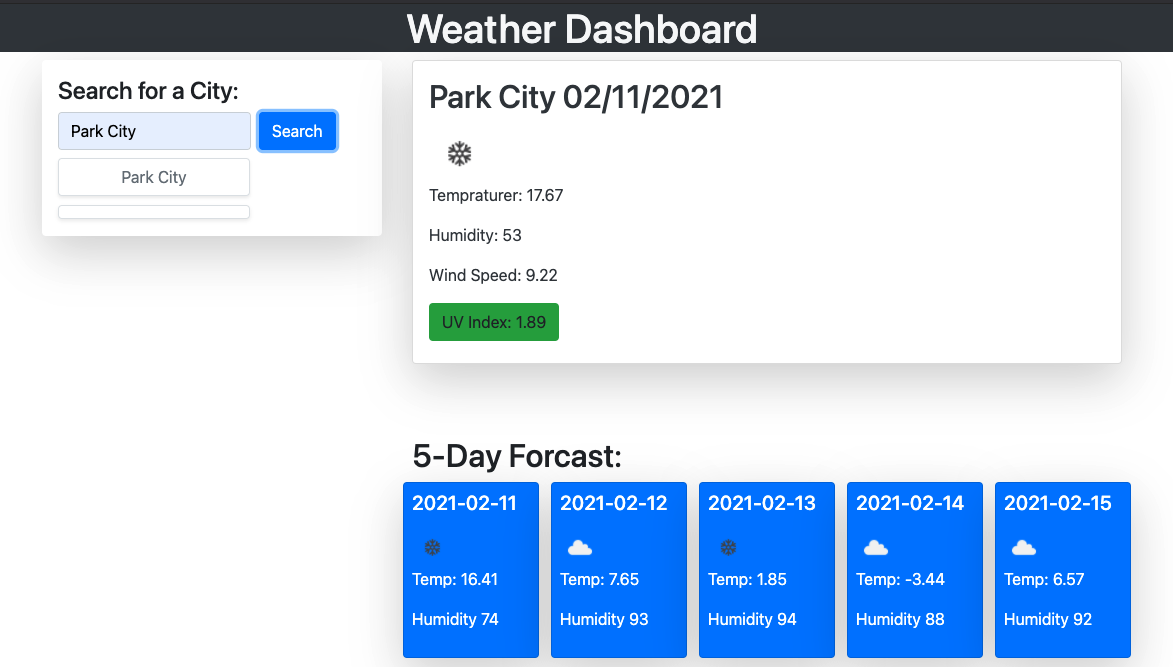 Weather Dashboard
Search for a City:
Park City
Search
Park City
Park City 02/11/2021
Tempraturer: 17.67
Humidity: 53
Wind Speed: 9.22
UV Index: 1.89
5-Day Forcast:
2021-02-11
Temp: 16.41
Humidity 74
2021-02-12
Temp: 7.65
Humidity 93
2021-02-13
Temp: 1.85
Humidity 94
2021-02-14
Temp: -3.44
Humidity 88
2021-02-15
Temp: 6.57
Humidity 92